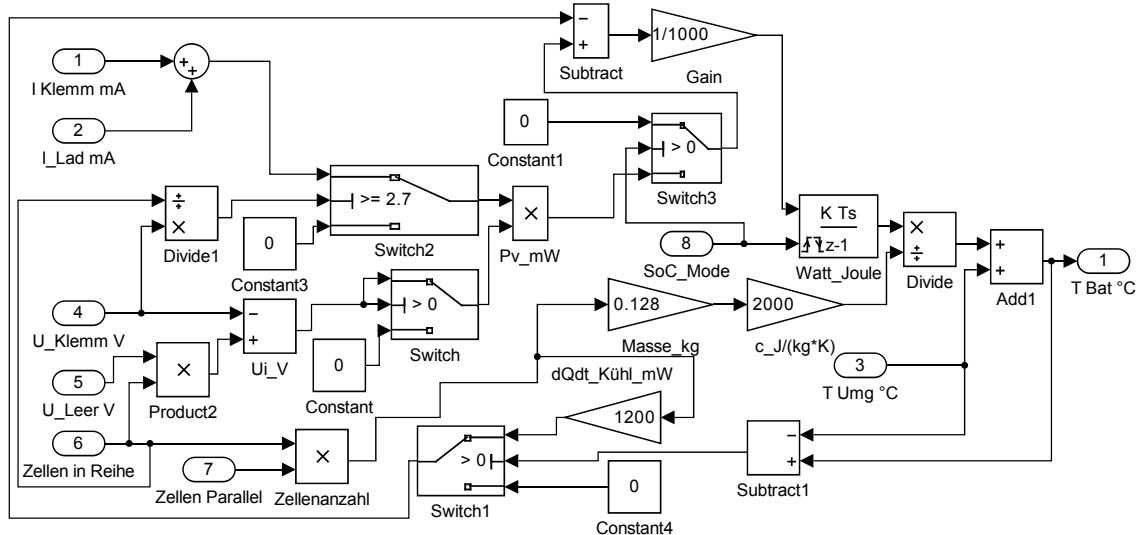 1
I Klemm mA
2
I_Lad mA
+
+
−
+
Subtract
1/1000
Gain
0
Constant1
> 0
Switch3
÷
×
Divide1
>= 2.7
Switch2
0
Constant3
×
Pv_mW
8
SoC_Mode
K Ts
z-1
Watt_Joule
×
÷
Divide
+
+
Add1
1
T Bat °C
4
U_Klemm V
−
+
Ui_V
> 0
Switch
0
Constant
5
U_Leer V
×
Product2
0.128
Masse_kg
2000
c_J/(kg*K)
3
T Umg °C
dQdt_Kühl_mW
1200
6
Zellen in Reihe
7
Zellen Parallel
×
Zellenanzahl
> 0
Switch1
0
Constant4
−
+
Subtract1